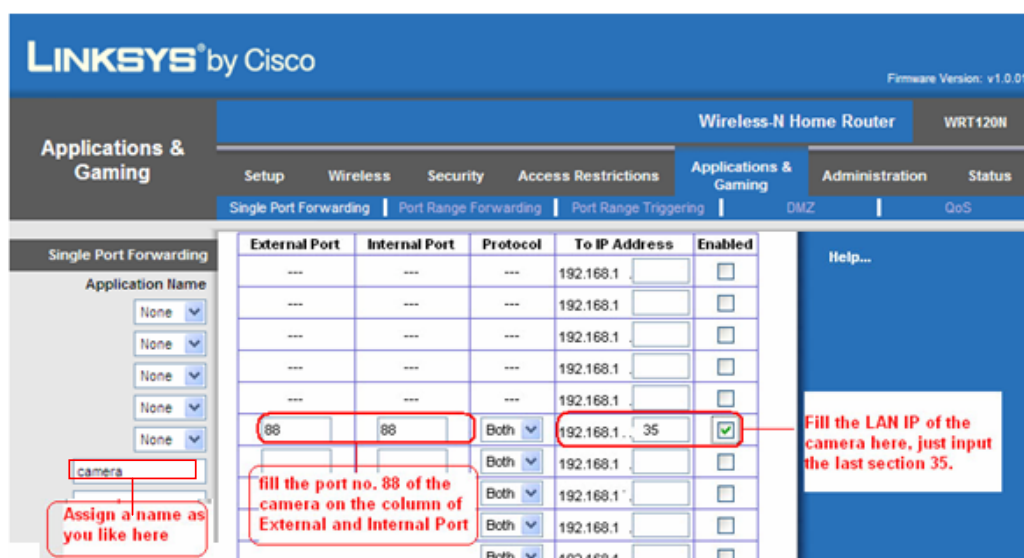 LINKSYS® by Cisco
Firmware Version: v1.0.01
Applications & Gaming
Wireless-N Home Router WRT120N
Setup Wireless Security Access Restrictions Applications & Gaming Administration Status
Single Port Forwarding Port Range Forwarding Port Range Triggering DMZ QoS
Single Port Forwarding
Application Name
None
None
None
None
None
camera
Assign a name as
you like here
External Port Internal Port Protocol To IP Address Enabled
--- --- --- 192.168.1 .
--- --- --- 192.168.1
--- --- --- 192.168.1 .
--- --- --- 192.168.1 .
--- --- --- 192.168.1 .
88 88 Both 192.168.1 . 35
Both 192.168.1 .
Both 192.168.1 .
Both 192.168.1 .
Both
fill the port no. 88 of the
camera on the column of
External and Internal Port
Help...
Fill the LAN IP of the
camera here, just input
the last section 35.